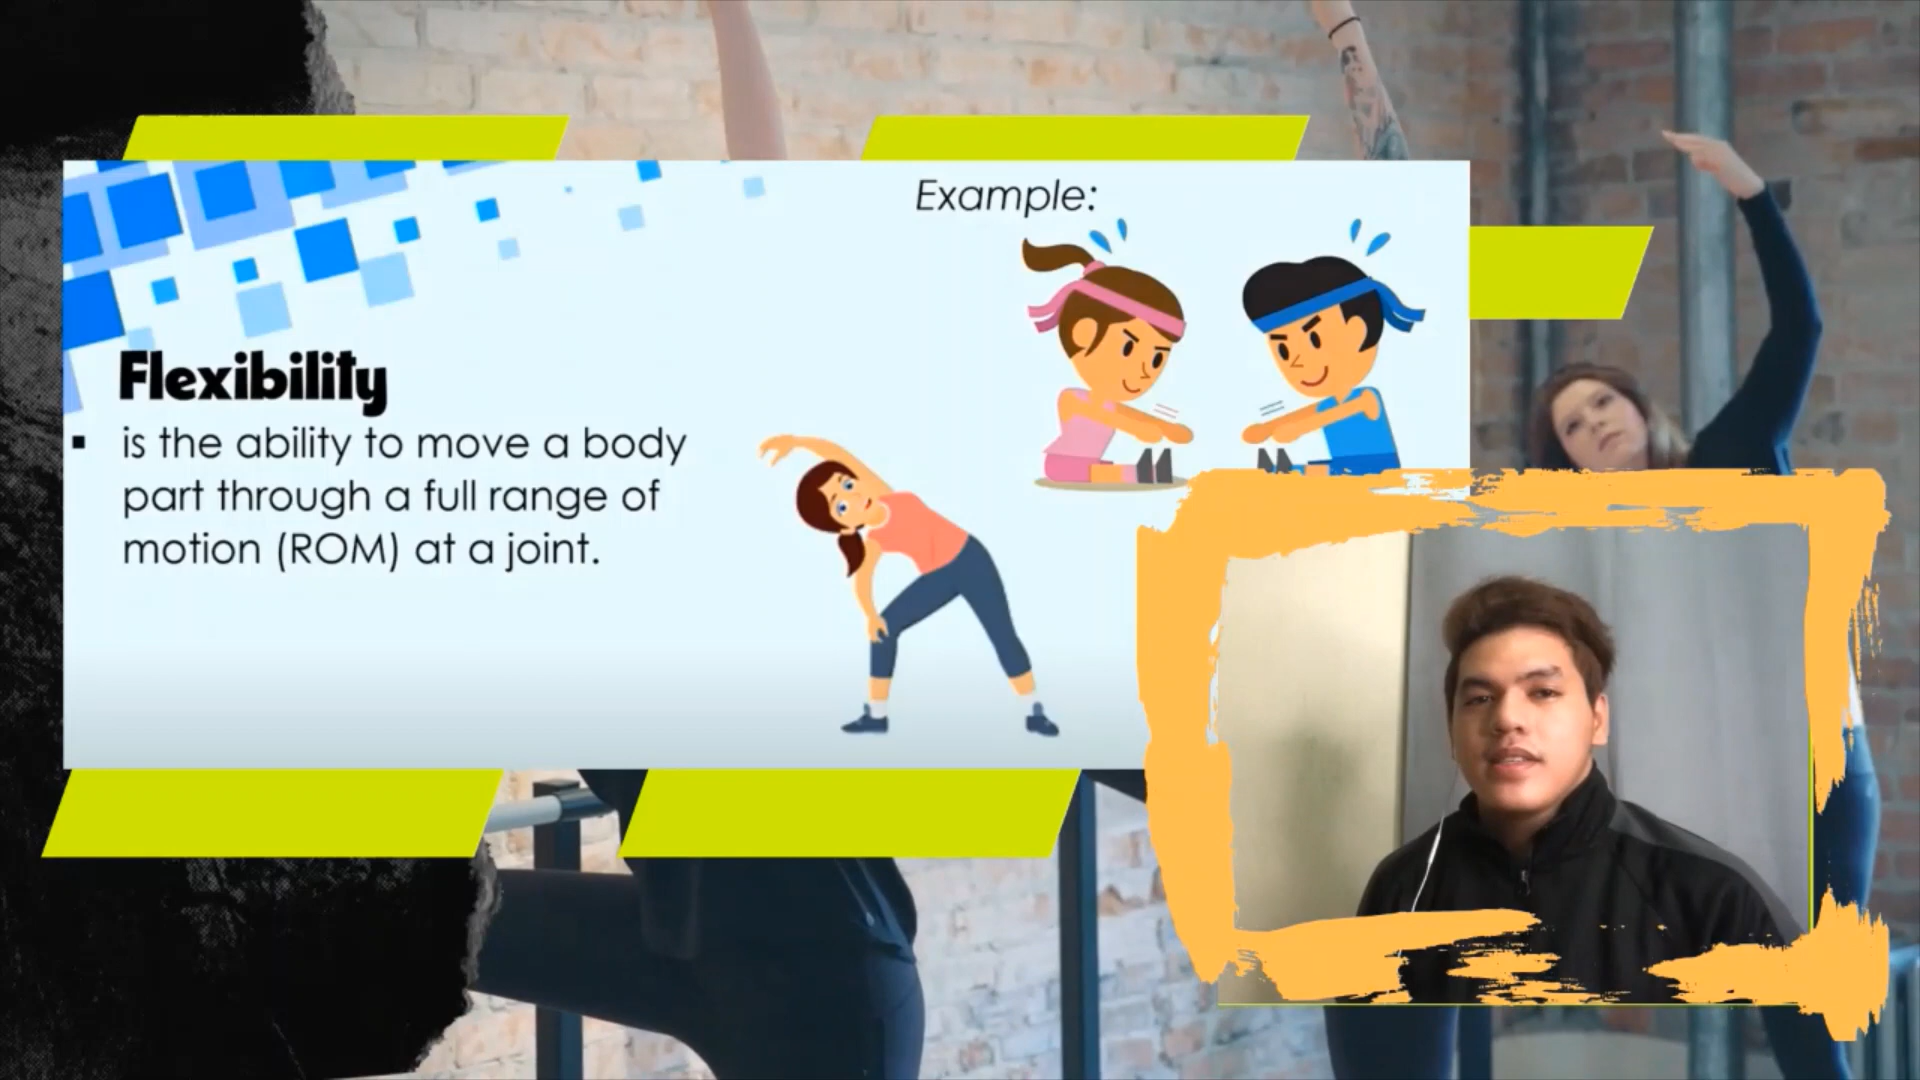 Example:
Flexibility
▪ is the ability to move a body
part through a full range of
motion (ROM) at a joint.